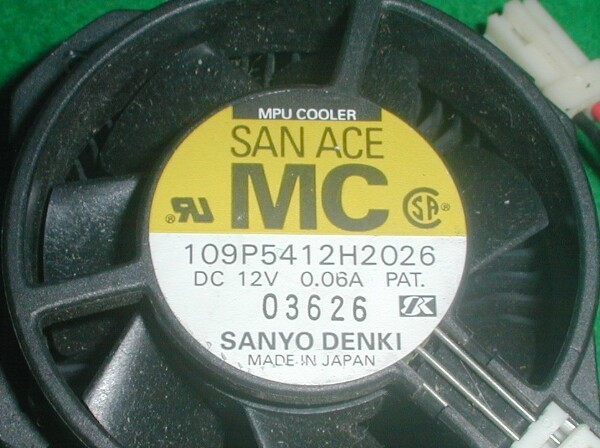 MPU COOLER
SAN ACE
MC
109P5412H2026
DC 12V 0.06A PAT.
03626
SANYO DENKI
MADE IN JAPAN